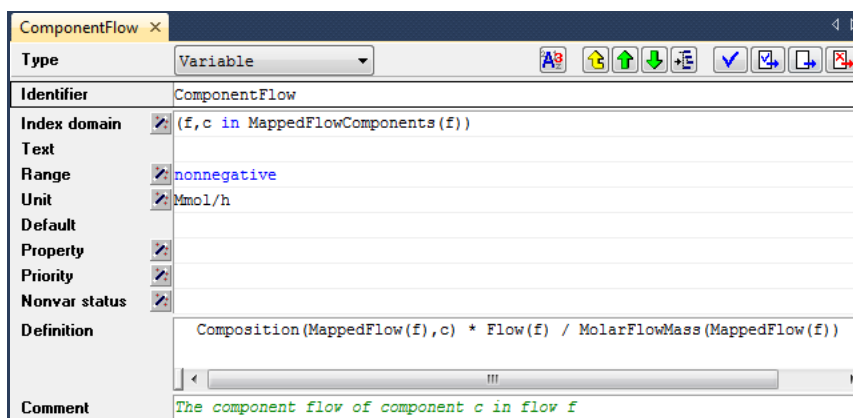 ComponentFlow ×
Type Variable
Identifier ComponentFlow
Index domain (f,c in MappedFlowComponents(f))
Text
Range nonnegative
Unit Mmol/h
Default
Property
Priority
Nonvar status
Definition Composition(MappedFlow(f),c) * Flow(f) / MolarFlowMass(MappedFlow(f))
Comment The component flow of component c in flow f